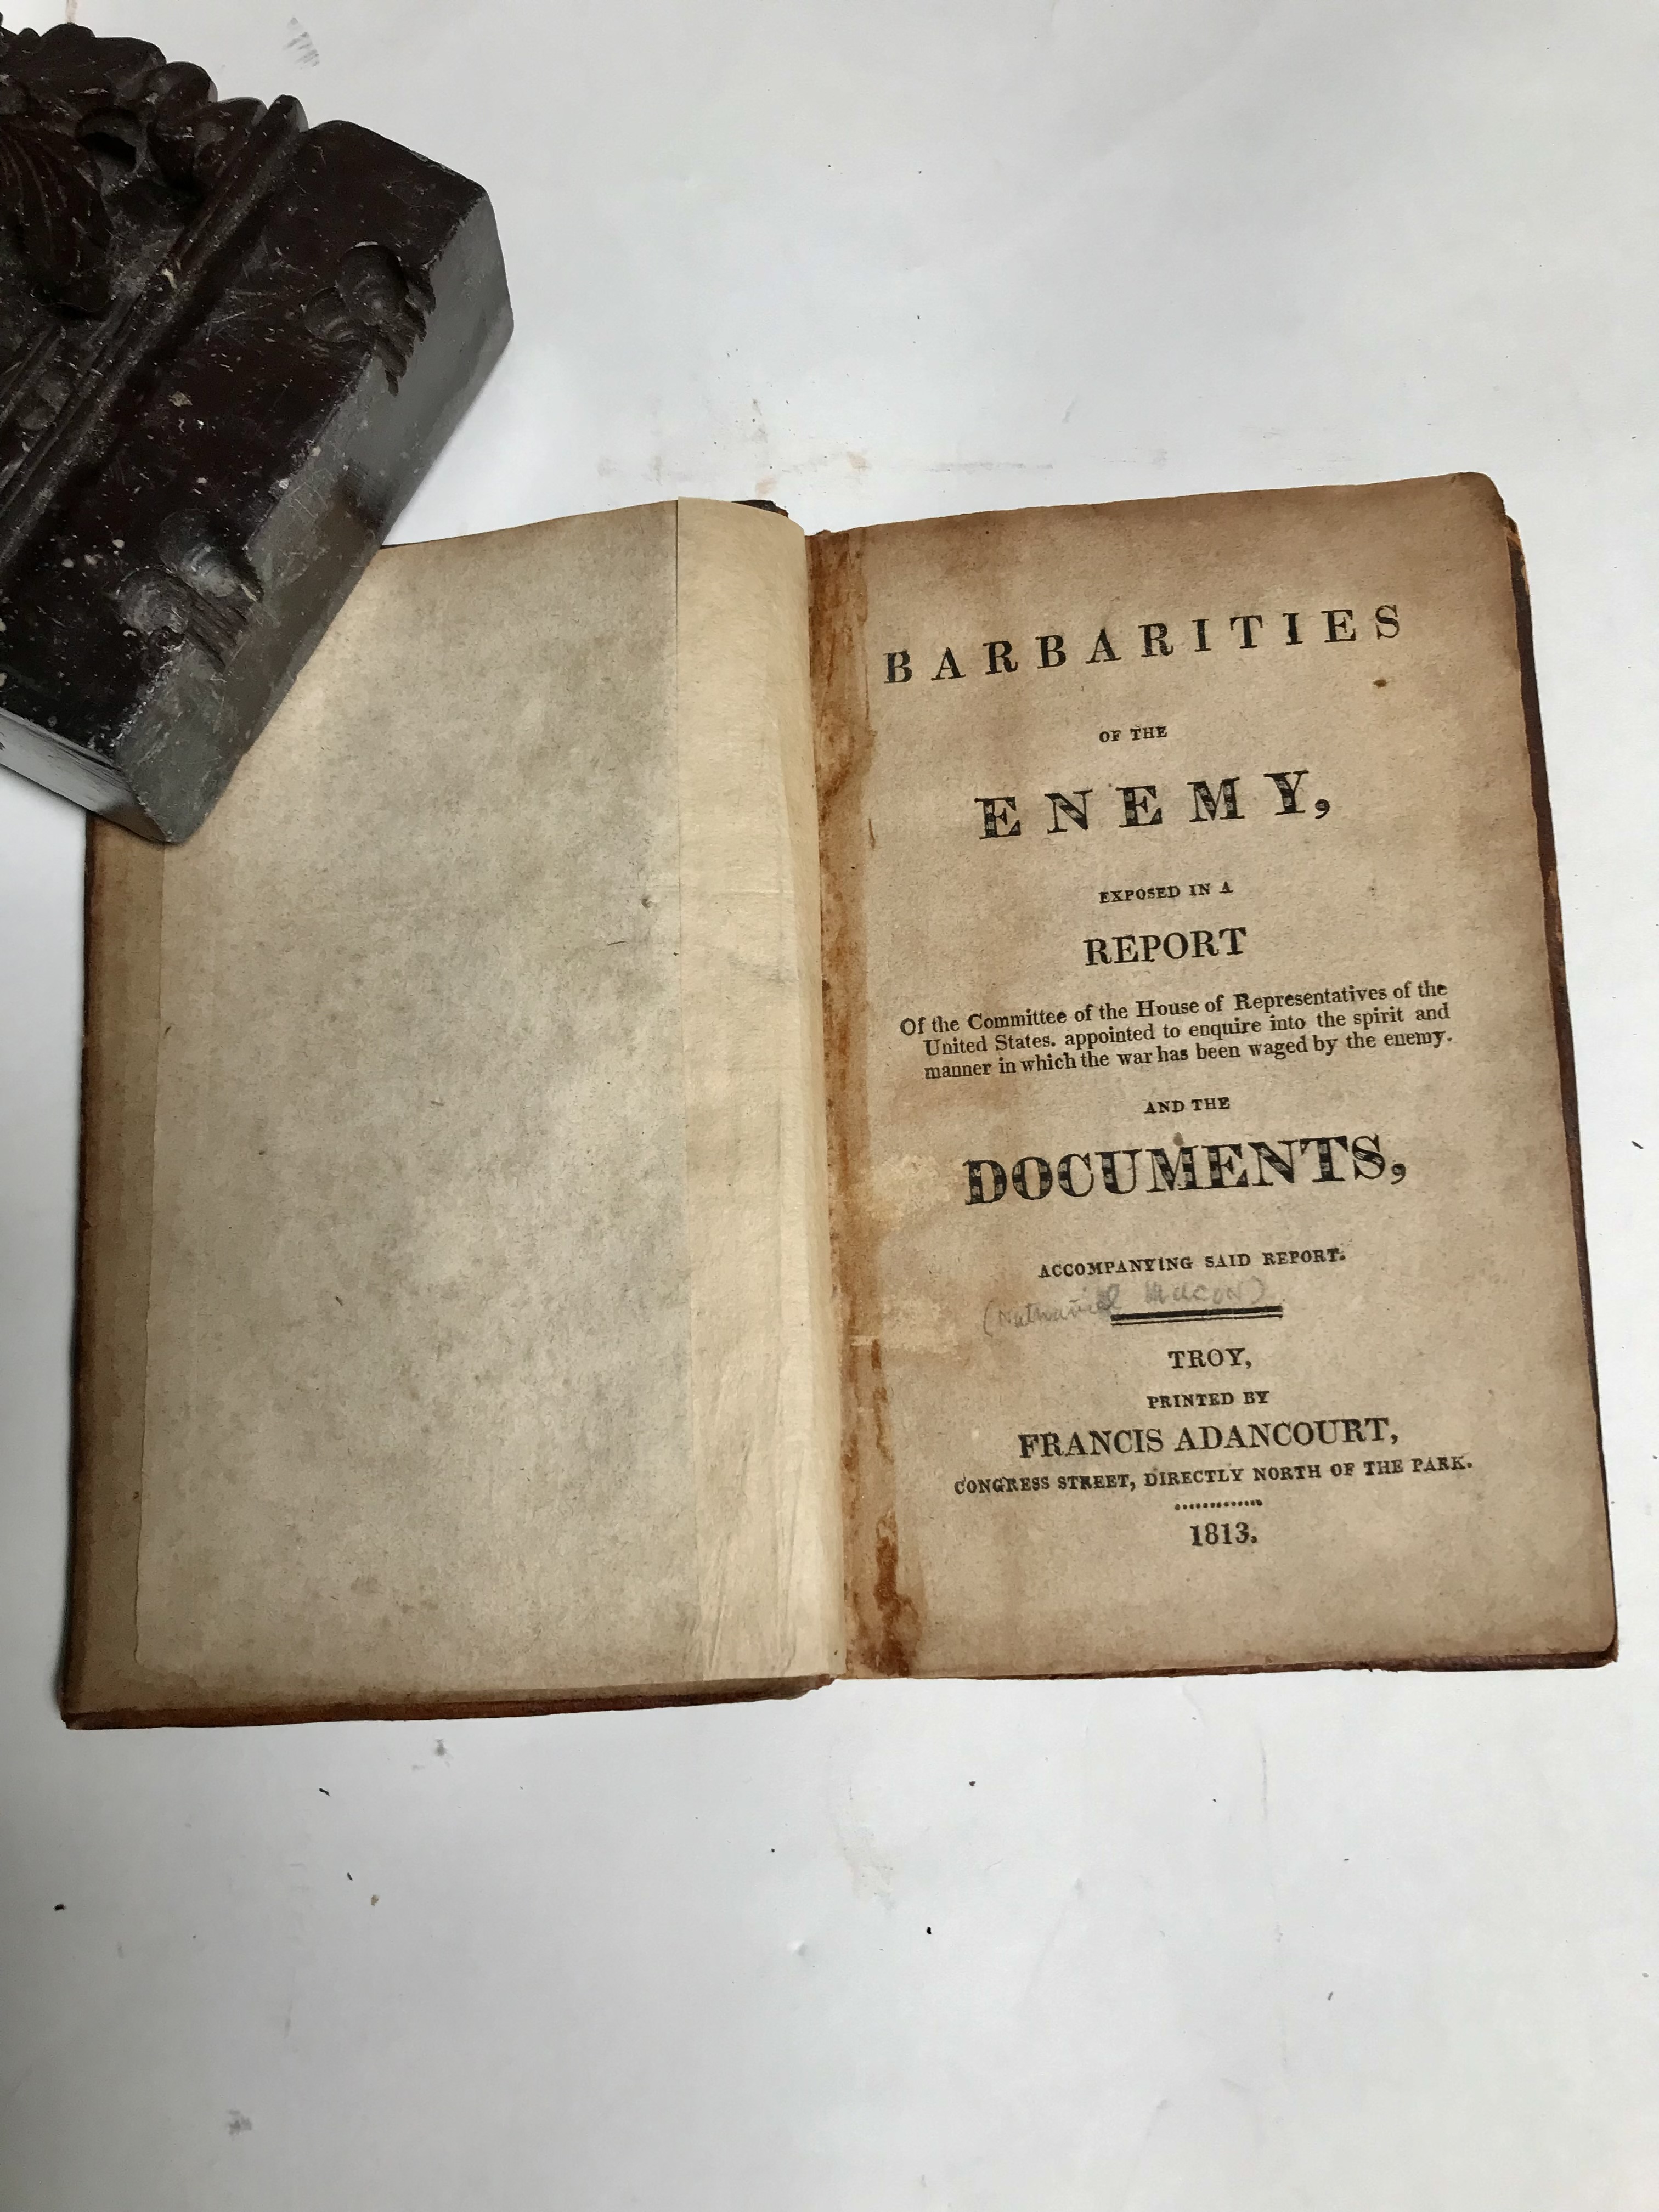 BARBARITIES
OF THE
ENEMY,
EXPOSED IN A
REPORT
Of the Committee of the House of Representatives of the
United States. appointed to enquire into the spirit and
manner in which the war has been waged by the enemy.
AND THE
DOCUMENTS,
ACCOMPANYING SAID REPORT.
(Nathaniel Macon)
TROY,
PRINTED BY
FRANCIS ADANCOURT,
CONGRESS STREET, DIRECTLY NORTH OF THE PARK.
1813.